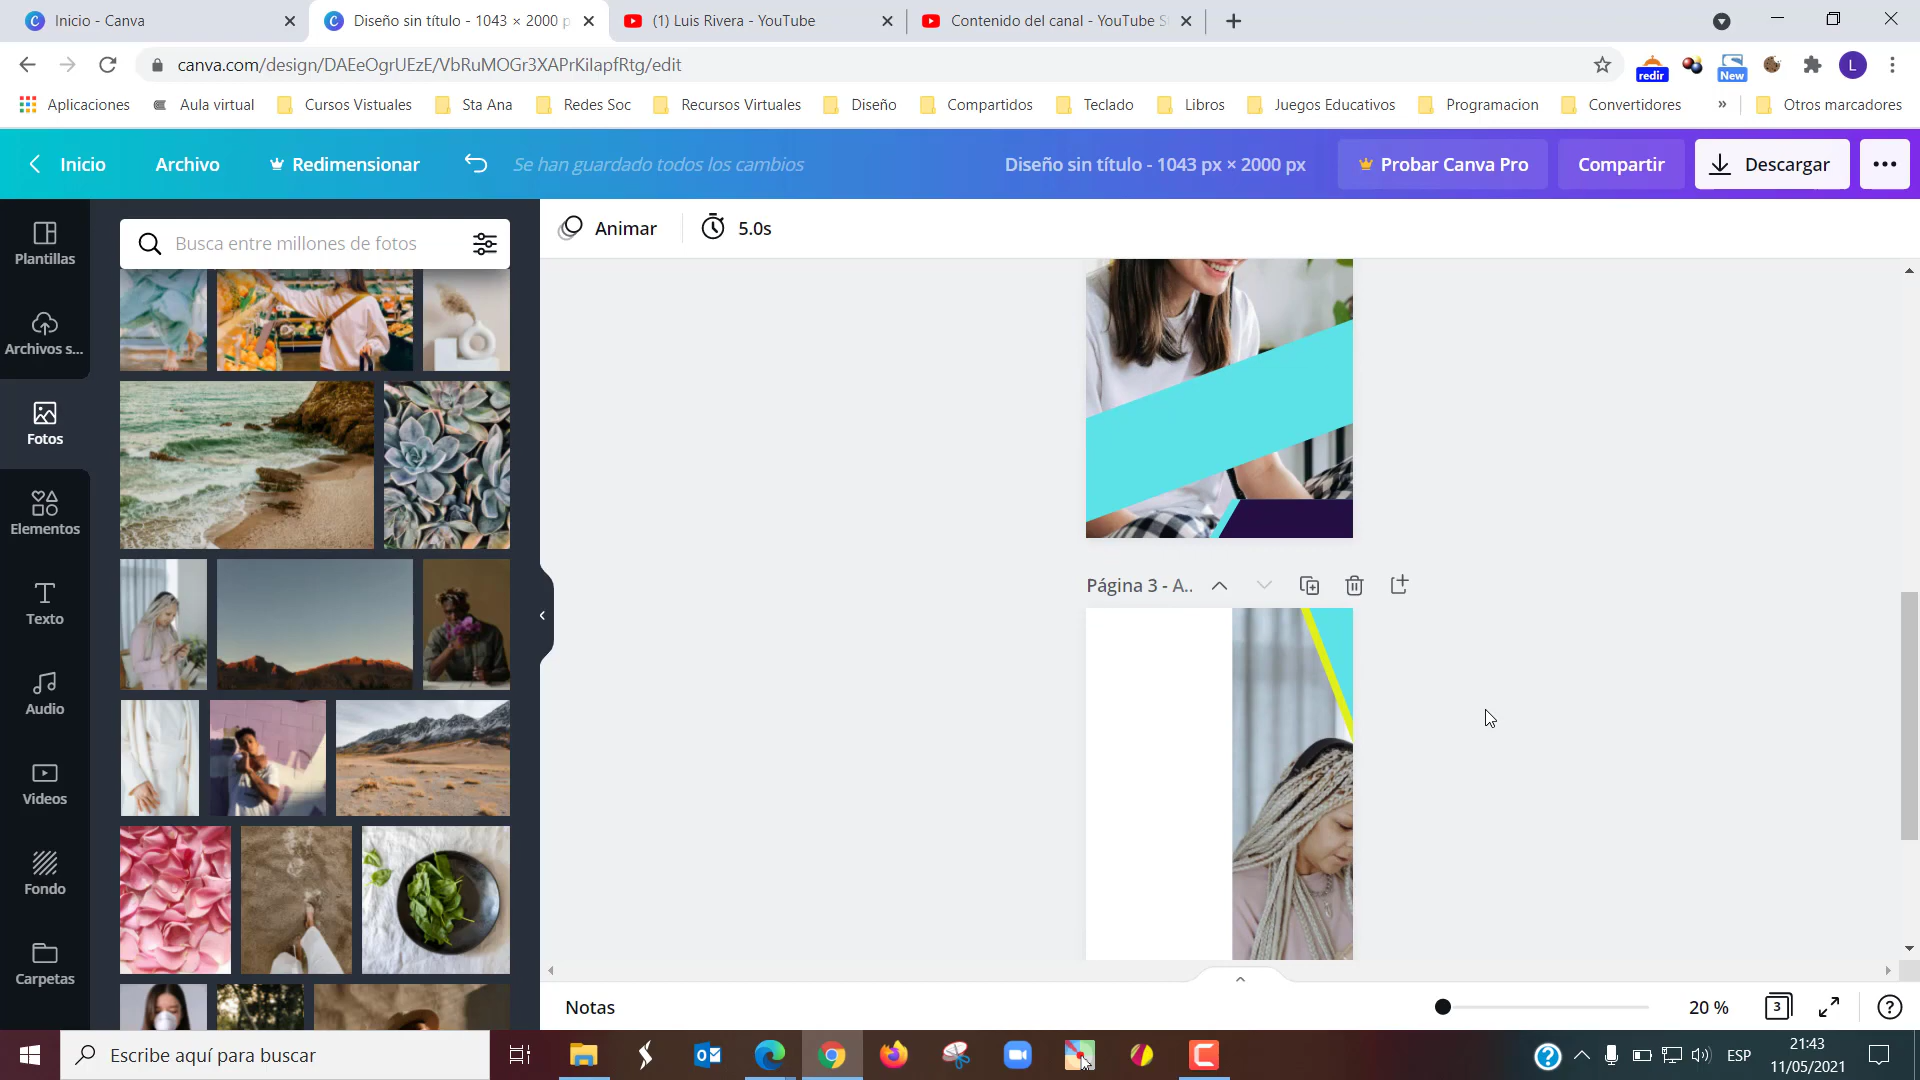 Inicio - Canva
Diseño sin título - 1043 × 2000 p
(1) Luis Rivera - YouTube
Contenido del canal - YouTube S
canva.com/design/DAEeOgrUEzE/VbRuMOGr3XAPrKiIapfRtg/edit
redir
New
L
Aplicaciones
Aula virtual
Cursos Vistuales
Sta Ana
Redes Soc
Recursos Virtuales
Diseño
Compartidos
Teclado
Libros
Juegos Educativos
Programacion
Convertidores
»
Otros marcadores
Inicio
Archivo
Redimensionar
Se han guardado todos los cambios
Diseño sin título - 1043 px × 2000 px
Probar Canva Pro
Compartir
Descargar
Plantillas
Archivos s...
Fotos
Elementos
Texto
Audio
Videos
Fondo
Carpetas
Busca entre millones de fotos
Animar
5.0s
Página 3 - A..
Notas
20 %
3
Escribe aquí para buscar
ESP
21:43
11/05/2021